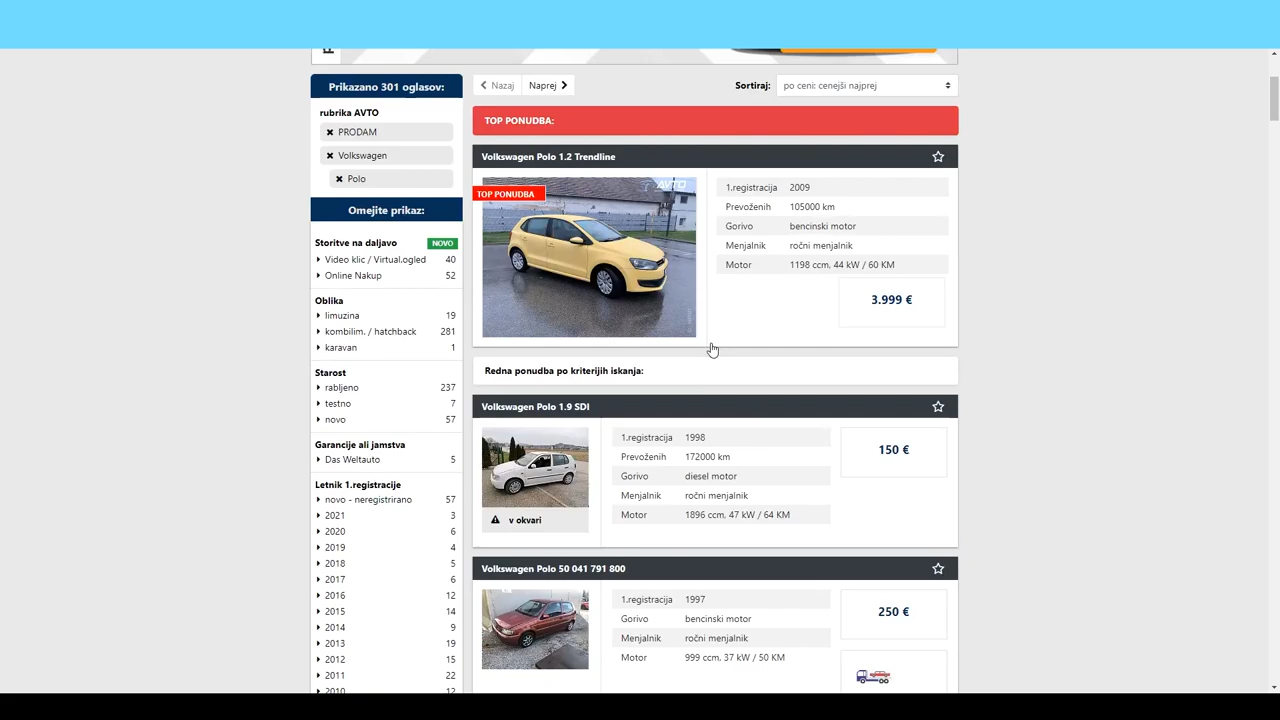 Prikazano 301 oglasov:
rubrika AVTO
PRODAM
Volkswagen
Polo
Omejite prikaz:
Storitve na daljavo NOVO
Video klic / Virtual.ogled 40
Online Nakup 52
Oblika
limuzina 19
kombilim. / hatchback 281
karavan 1
Starost
rabljeno 237
testno 7
novo 57
Garancije ali jamstva
Das Weltauto 5
Letnik 1.registracije
novo - neregistrirano 57
2021 3
2020 6
2019 4
2018 5
2017 6
2016 12
2015 14
2014 9
2013 19
2012 15
2011 22
2010 12
Nazaj Naprej Sortiraj: po ceni: cenejši najprej
TOP PONUDBA:
Volkswagen Polo 1.2 Trendline
TOP PONUDBA
AVTO
1.registracija 2009
Prevoženih 105000 km
Gorivo bencinski motor
Menjalnik ročni menjalnik
Motor 1198 ccm, 44 kW / 60 KM
3.999 €
Redna ponudba po kriterijih iskanja:
Volkswagen Polo 1.9 SDI
v okvari
1.registracija 1998
Prevoženih 172000 km
Gorivo diesel motor
Menjalnik ročni menjalnik
Motor 1896 ccm, 47 kW / 64 KM
150 €
Volkswagen Polo 50 041 791 800
1.registracija 1997
Gorivo bencinski motor
Menjalnik ročni menjalnik
Motor 999 ccm, 37 kW / 50 KM
250 €